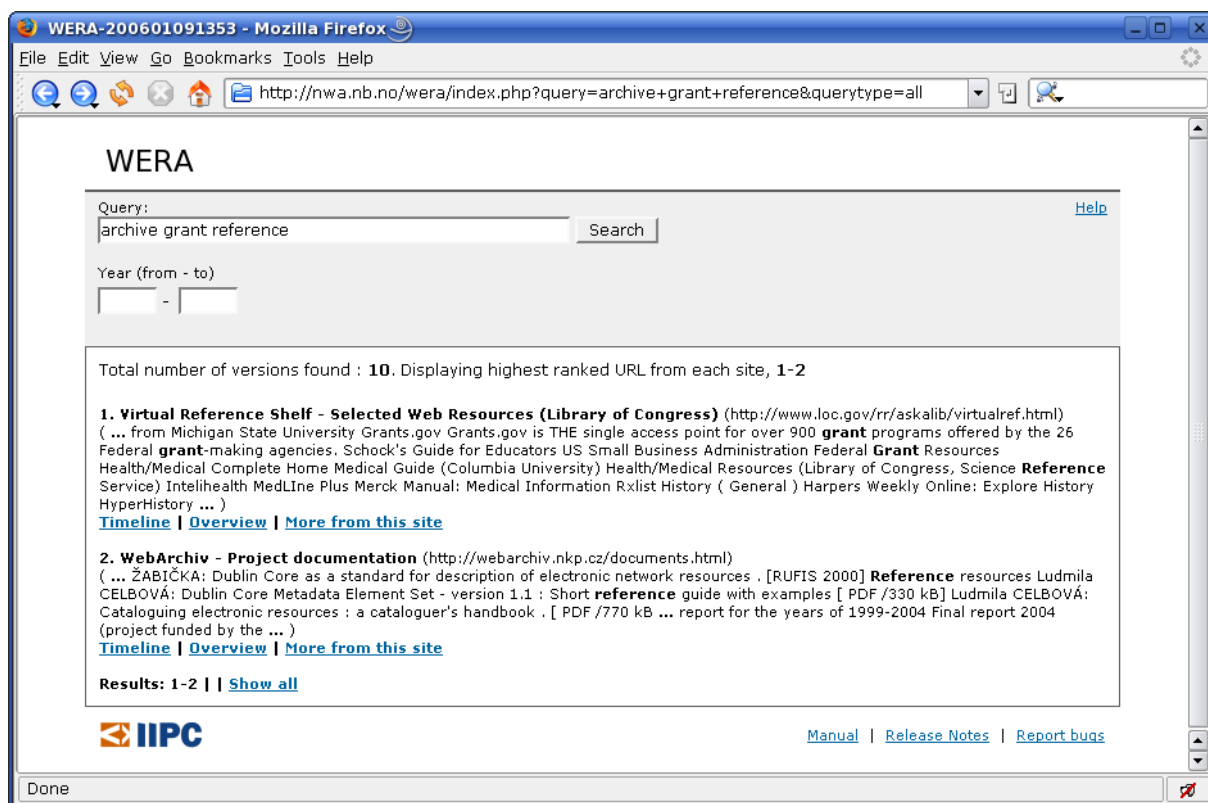 WERA-200601091353 - Mozilla Firefox
File Edit View Go Bookmarks Tools Help
http://nwa.nb.no/wera/index.php?query=archive+grant+reference&querytype=all
WERA
Query:
Help
archive grant reference
Search
Year (from - to)
-
Total number of versions found : 10. Displaying highest ranked URL from each site, 1-2
1. Virtual Reference Shelf - Selected Web Resources (Library of Congress) (http://www.loc.gov/rr/askalib/virtualref.html)
( ... from Michigan State University Grants.gov Grants.gov is THE single access point for over 900 grant programs offered by the 26
Federal grant-making agencies. Schock's Guide for Educators US Small Business Administration Federal Grant Resources
Health/Medical Complete Home Medical Guide (Columbia University) Health/Medical Resources (Library of Congress, Science Reference
Service) Intelihealth MedLIne Plus Merck Manual: Medical Information Rxlist History ( General ) Harpers Weekly Online: Explore History
HyperHistory ... )
Timeline | Overview | More from this site
2. WebArchiv - Project documentation (http://webarchiv.nkp.cz/documents.html)
( ... ŽABIČKA: Dublin Core as a standard for description of electronic network resources . [RUFIS 2000] Reference resources Ludmila
CELBOVÁ: Dublin Core Metadata Element Set - version 1.1 : Short reference guide with examples [ PDF /330 kB] Ludmila CELBOVÁ:
Cataloguing electronic resources : a cataloguer's handbook . [ PDF /770 kB ... report for the years of 1999-2004 Final report 2004
(project funded by the ... )
Timeline | Overview | More from this site
Results: 1-2 | | Show all
IIPC
Manual | Release Notes | Report bugs
Done